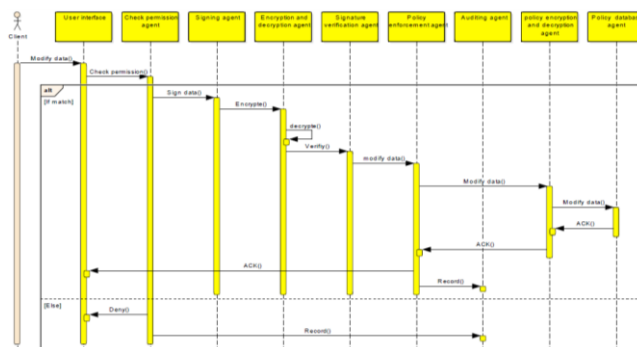 Client
User interface
Check permission
agent
Signing agent
Encryption and
decryption agent
Signature
verification agent
Policy
enforcement agent
Auditing agent
policy encryption
and decryption
agent
Policy database
agent
Modify data()
Check permission()
alt
[If match]
Sign data()
Encrypte()
decrypte()
Verifiy()
modify data()
Modify data()
Modify data()
ACK()
ACK()
ACK()
Record()
[Else]
Deny()
Record()